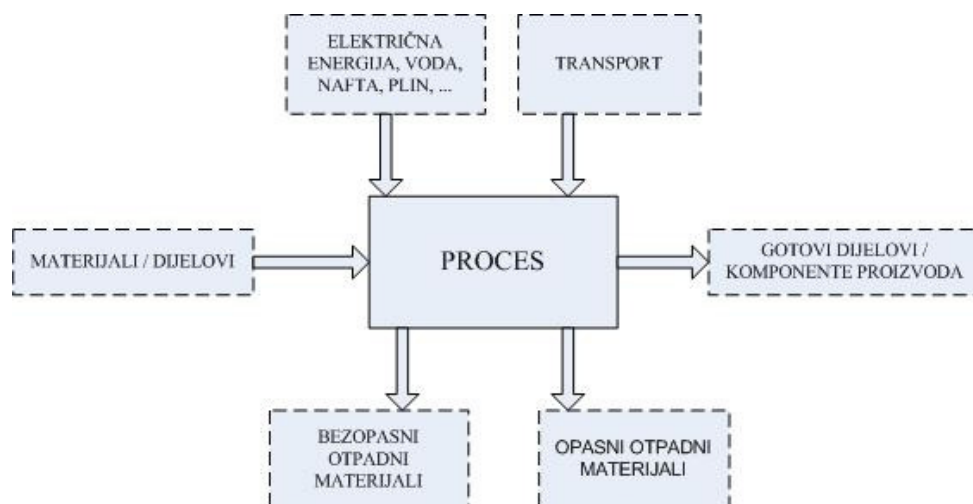 ELEKTRIČNA
ENERGIJA, VODA,
NAFTA, PLIN, ...
TRANSPORT
MATERIJALI / DIJELOVI
PROCES
GOTOVI DIJELOVI /
KOMPONENTE PROIZVODA
BEZOPASNI
OTPADNI
MATERIJALI
OPASNI OTPADNI
MATERIJALI